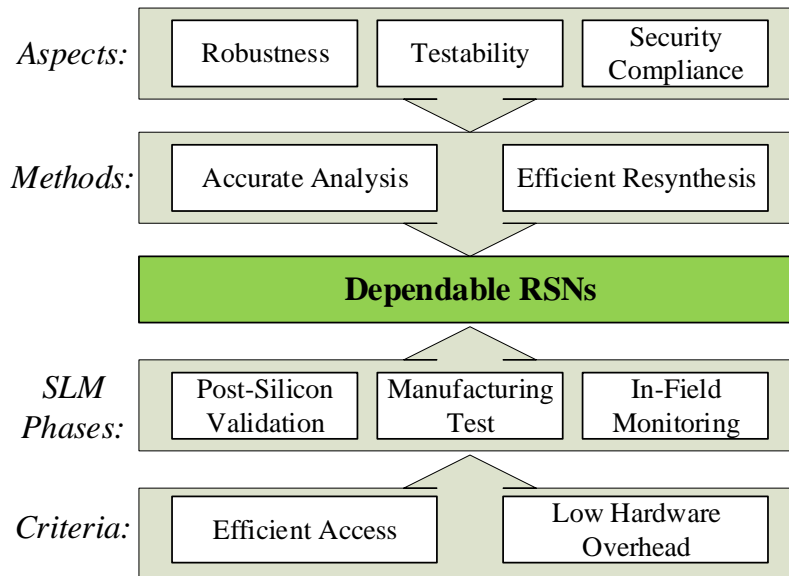 Aspects:
Robustness
Testability
Security
Compliance
Methods:
Accurate Analysis
Efficient Resynthesis
Dependable RSNs
SLM
Phases:
Post-Silicon
Validation
Manufacturing
Test
In-Field
Monitoring
Criteria:
Efficient Access
Low Hardware
Overhead